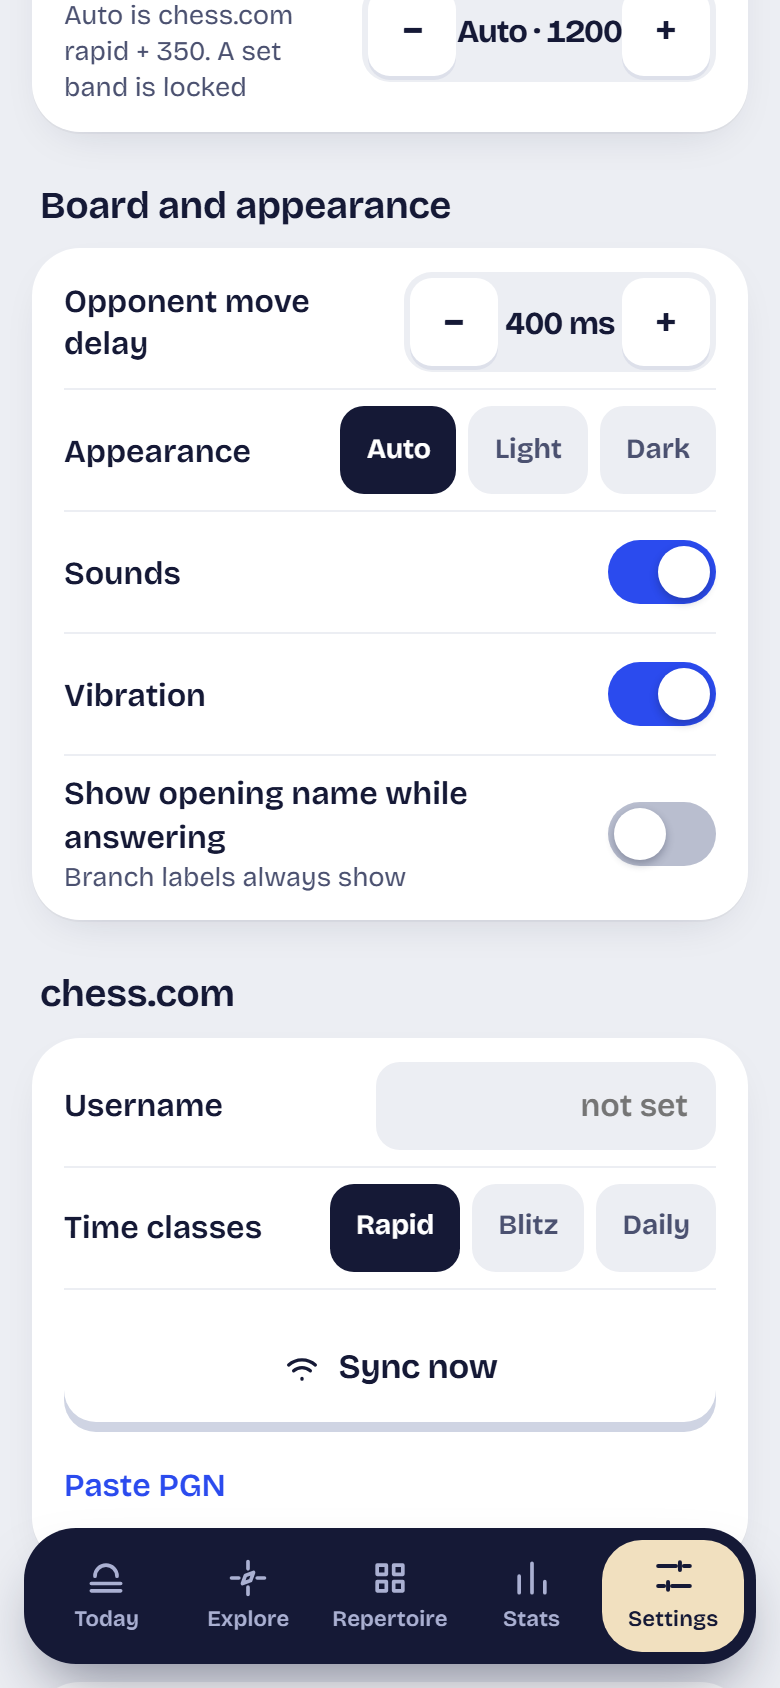 Auto is chess.com
rapid + 350. A set
band is locked
− Auto · 1200 +
Board and appearance
Opponent move
delay
− 400 ms +
Appearance Auto Light Dark
Sounds
Vibration
Show opening name while
answering
Branch labels always show
chess.com
Username not set
Time classes Rapid Blitz Daily
Sync now
Paste PGN
Today Explore Repertoire Stats Settings